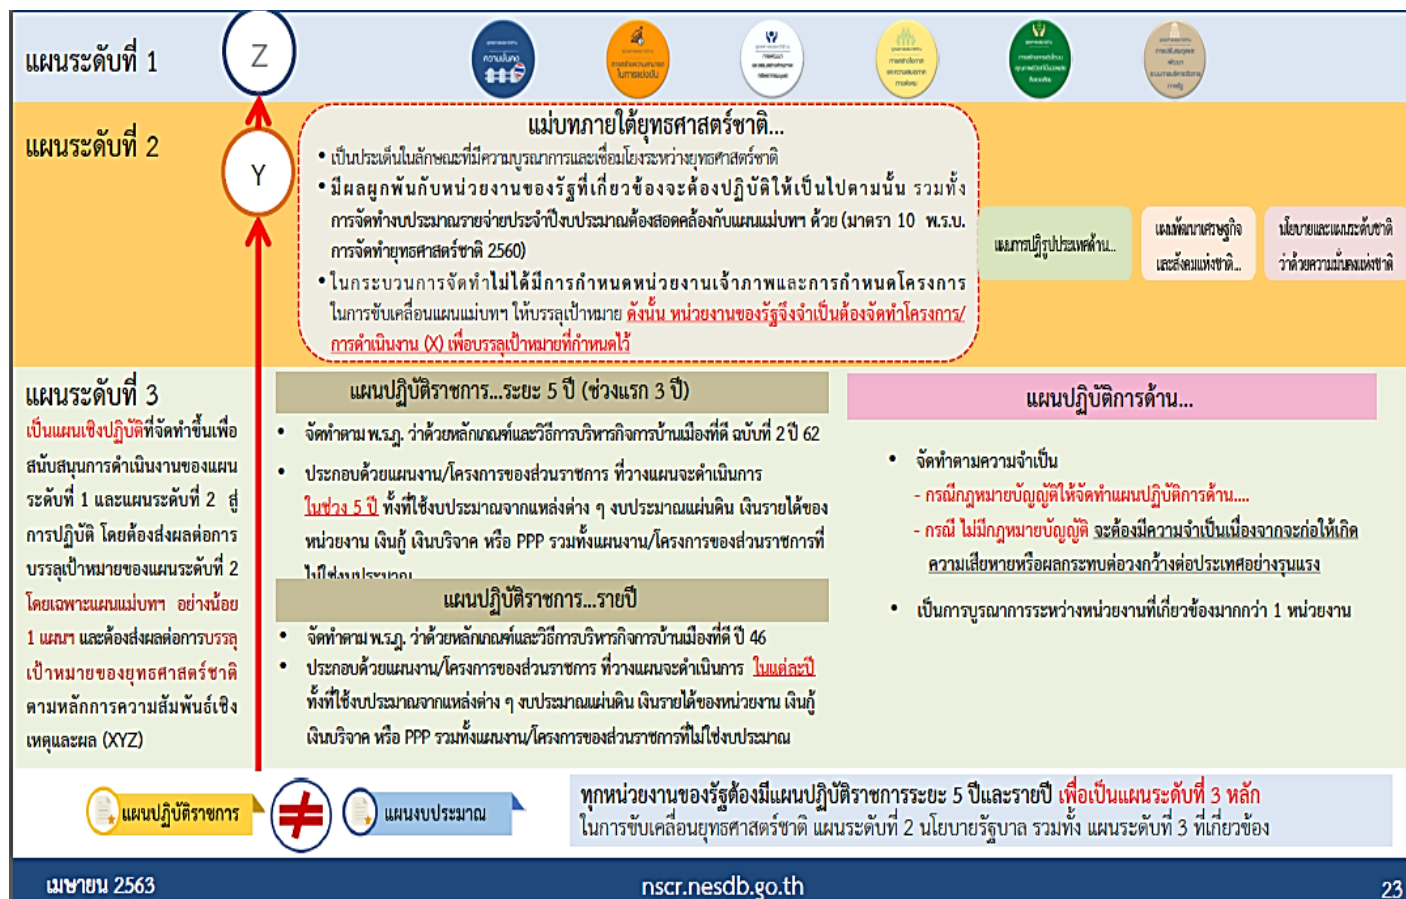 แผนระดับที่ 1
Z
ความมั่นคง
การสร้างความสามารถ
ในการแข่งขัน
แผนระดับที่ 2
Y
แม่บทภายใต้ยุทธศาสตร์ชาติ...
• เป็นประเด็นในลักษณะที่มีความบูรณาการและเชื่อมโยงระหว่างยุทธศาสตร์ชาติ
• มีผลผูกพันกับหน่วยงานของรัฐที่เกี่ยวข้องจะต้องปฏิบัติให้เป็นไปตามนั้น รวมทั้ง
การจัดทำงบประมาณรายจ่ายประจำปีงบประมาณต้องสอดคล้องกับแผนแม่บทฯ ด้วย (มาตรา 10 พ.ร.บ.
การจัดทำยุทธศาสตร์ชาติ 2560)
• ในกระบวนการจัดทำไม่ได้มีการกำหนดหน่วยงานเจ้าภาพและการกำหนดโครงการ
ในการขับเคลื่อนแผนแม่บทฯ ให้บรรลุเป้าหมาย ดังนั้น หน่วยงานของรัฐจึงจำเป็นต้องจัดทำโครงการ/
การดำเนินงาน (X) เพื่อบรรลุเป้าหมายที่กำหนดไว้
แผนการปฏิรูปประเทศด้าน...
แผนพัฒนาเศรษฐกิจ
และสังคมแห่งชาติ...
นโยบายและแผนระดับชาติ
ว่าด้วยความมั่นคงแห่งชาติ
แผนระดับที่ 3
เป็นแผนเชิงปฏิบัติที่จัดทำขึ้นเพื่อ
สนับสนุนการดำเนินงานของแผน
ระดับที่ 1 และแผนระดับที่ 2 สู่
การปฏิบัติ โดยต้องส่งผลต่อการ
บรรลุเป้าหมายของแผนระดับที่ 2
โดยเฉพาะแผนแม่บทฯ อย่างน้อย
1 แผนฯ และต้องส่งผลต่อการบรรลุ
เป้าหมายของยุทธศาสตร์ชาติ
ตามหลักการความสัมพันธ์เชิง
เหตุและผล (XYZ)
แผนปฏิบัติราชการ...ระยะ 5 ปี (ช่วงแรก 3 ปี)
• จัดทำตาม พ.ร.ฎ. ว่าด้วยหลักเกณฑ์และวิธีการบริหารกิจการบ้านเมืองที่ดี ฉบับที่ 2 ปี 62
• ประกอบด้วยแผนงาน/โครงการของส่วนราชการ ที่วางแผนจะดำเนินการ
ในช่วง 5 ปี ทั้งที่ใช้งบประมาณจากแหล่งต่าง ๆ งบประมาณแผ่นดิน เงินรายได้ของ
หน่วยงาน เงินกู้ เงินบริจาค หรือ PPP รวมทั้งแผนงาน/โครงการของส่วนราชการที่
ไม่ใช้งบประมาณ
แผนปฏิบัติราชการ...รายปี
• จัดทำตาม พ.ร.ฎ. ว่าด้วยหลักเกณฑ์และวิธีการบริหารกิจการบ้านเมืองที่ดี ปี 46
• ประกอบด้วยแผนงาน/โครงการของส่วนราชการ ที่วางแผนจะดำเนินการ ในแต่ละปี
ทั้งที่ใช้งบประมาณจากแหล่งต่าง ๆ งบประมาณแผ่นดิน เงินรายได้ของหน่วยงาน เงินกู้
เงินบริจาค หรือ PPP รวมทั้งแผนงาน/โครงการของส่วนราชการที่ไม่ใช่งบประมาณ
แผนปฏิบัติการด้าน...
• จัดทำตามความจำเป็น
- กรณีกฎหมายบัญญัติให้จัดทำแผนปฏิบัติการด้าน....
- กรณี ไม่มีกฎหมายบัญญัติ จะต้องมีความจำเป็นเนื่องจากจะก่อให้เกิด
ความเสียหายหรือผลกระทบต่อวงกว้างต่อประเทศอย่างรุนแรง
• เป็นการบูรณาการระหว่างหน่วยงานที่เกี่ยวข้องมากกว่า 1 หน่วยงาน
แผนปฏิบัติราชการ
≠
แผนงบประมาณ
ทุกหน่วยงานของรัฐต้องมีแผนปฏิบัติราชการระยะ 5 ปีและรายปี เพื่อเป็นแผนระดับที่ 3 หลัก
ในการขับเคลื่อนยุทธศาสตร์ชาติ แผนระดับที่ 2 นโยบายรัฐบาล รวมทั้ง แผนระดับที่ 3 ที่เกี่ยวข้อง
เมษายน 2563
nscr.nesdb.go.th
23